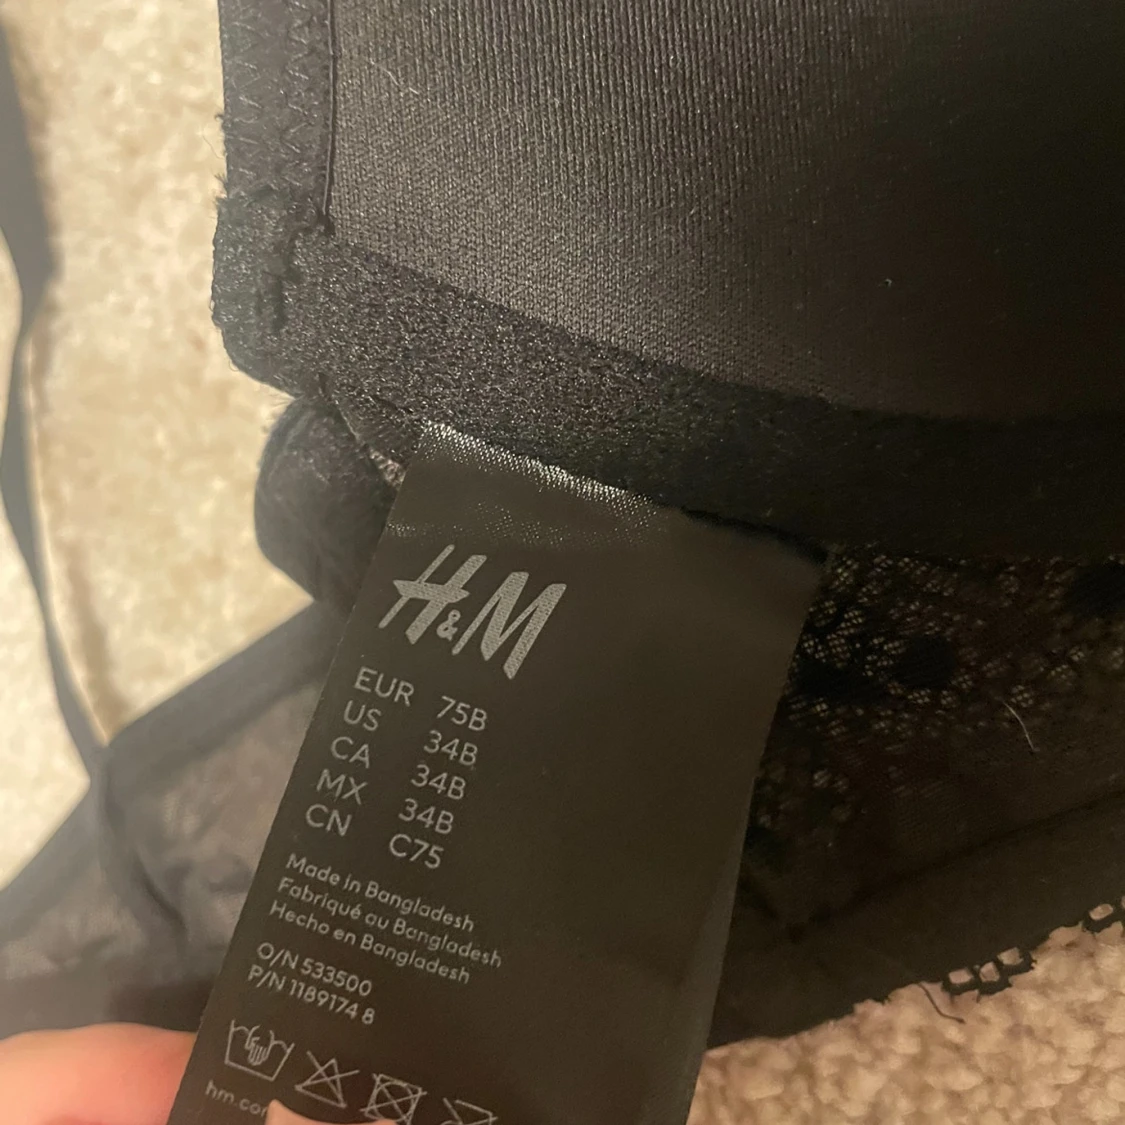 H&M
EUR 75B
US 34B
CA 34B
MX 34B
CN C75
Made in Bangladesh
Fabriqué au Bangladesh
Hecho en Bangladesh
O/N 533500
P/N 1189174 8